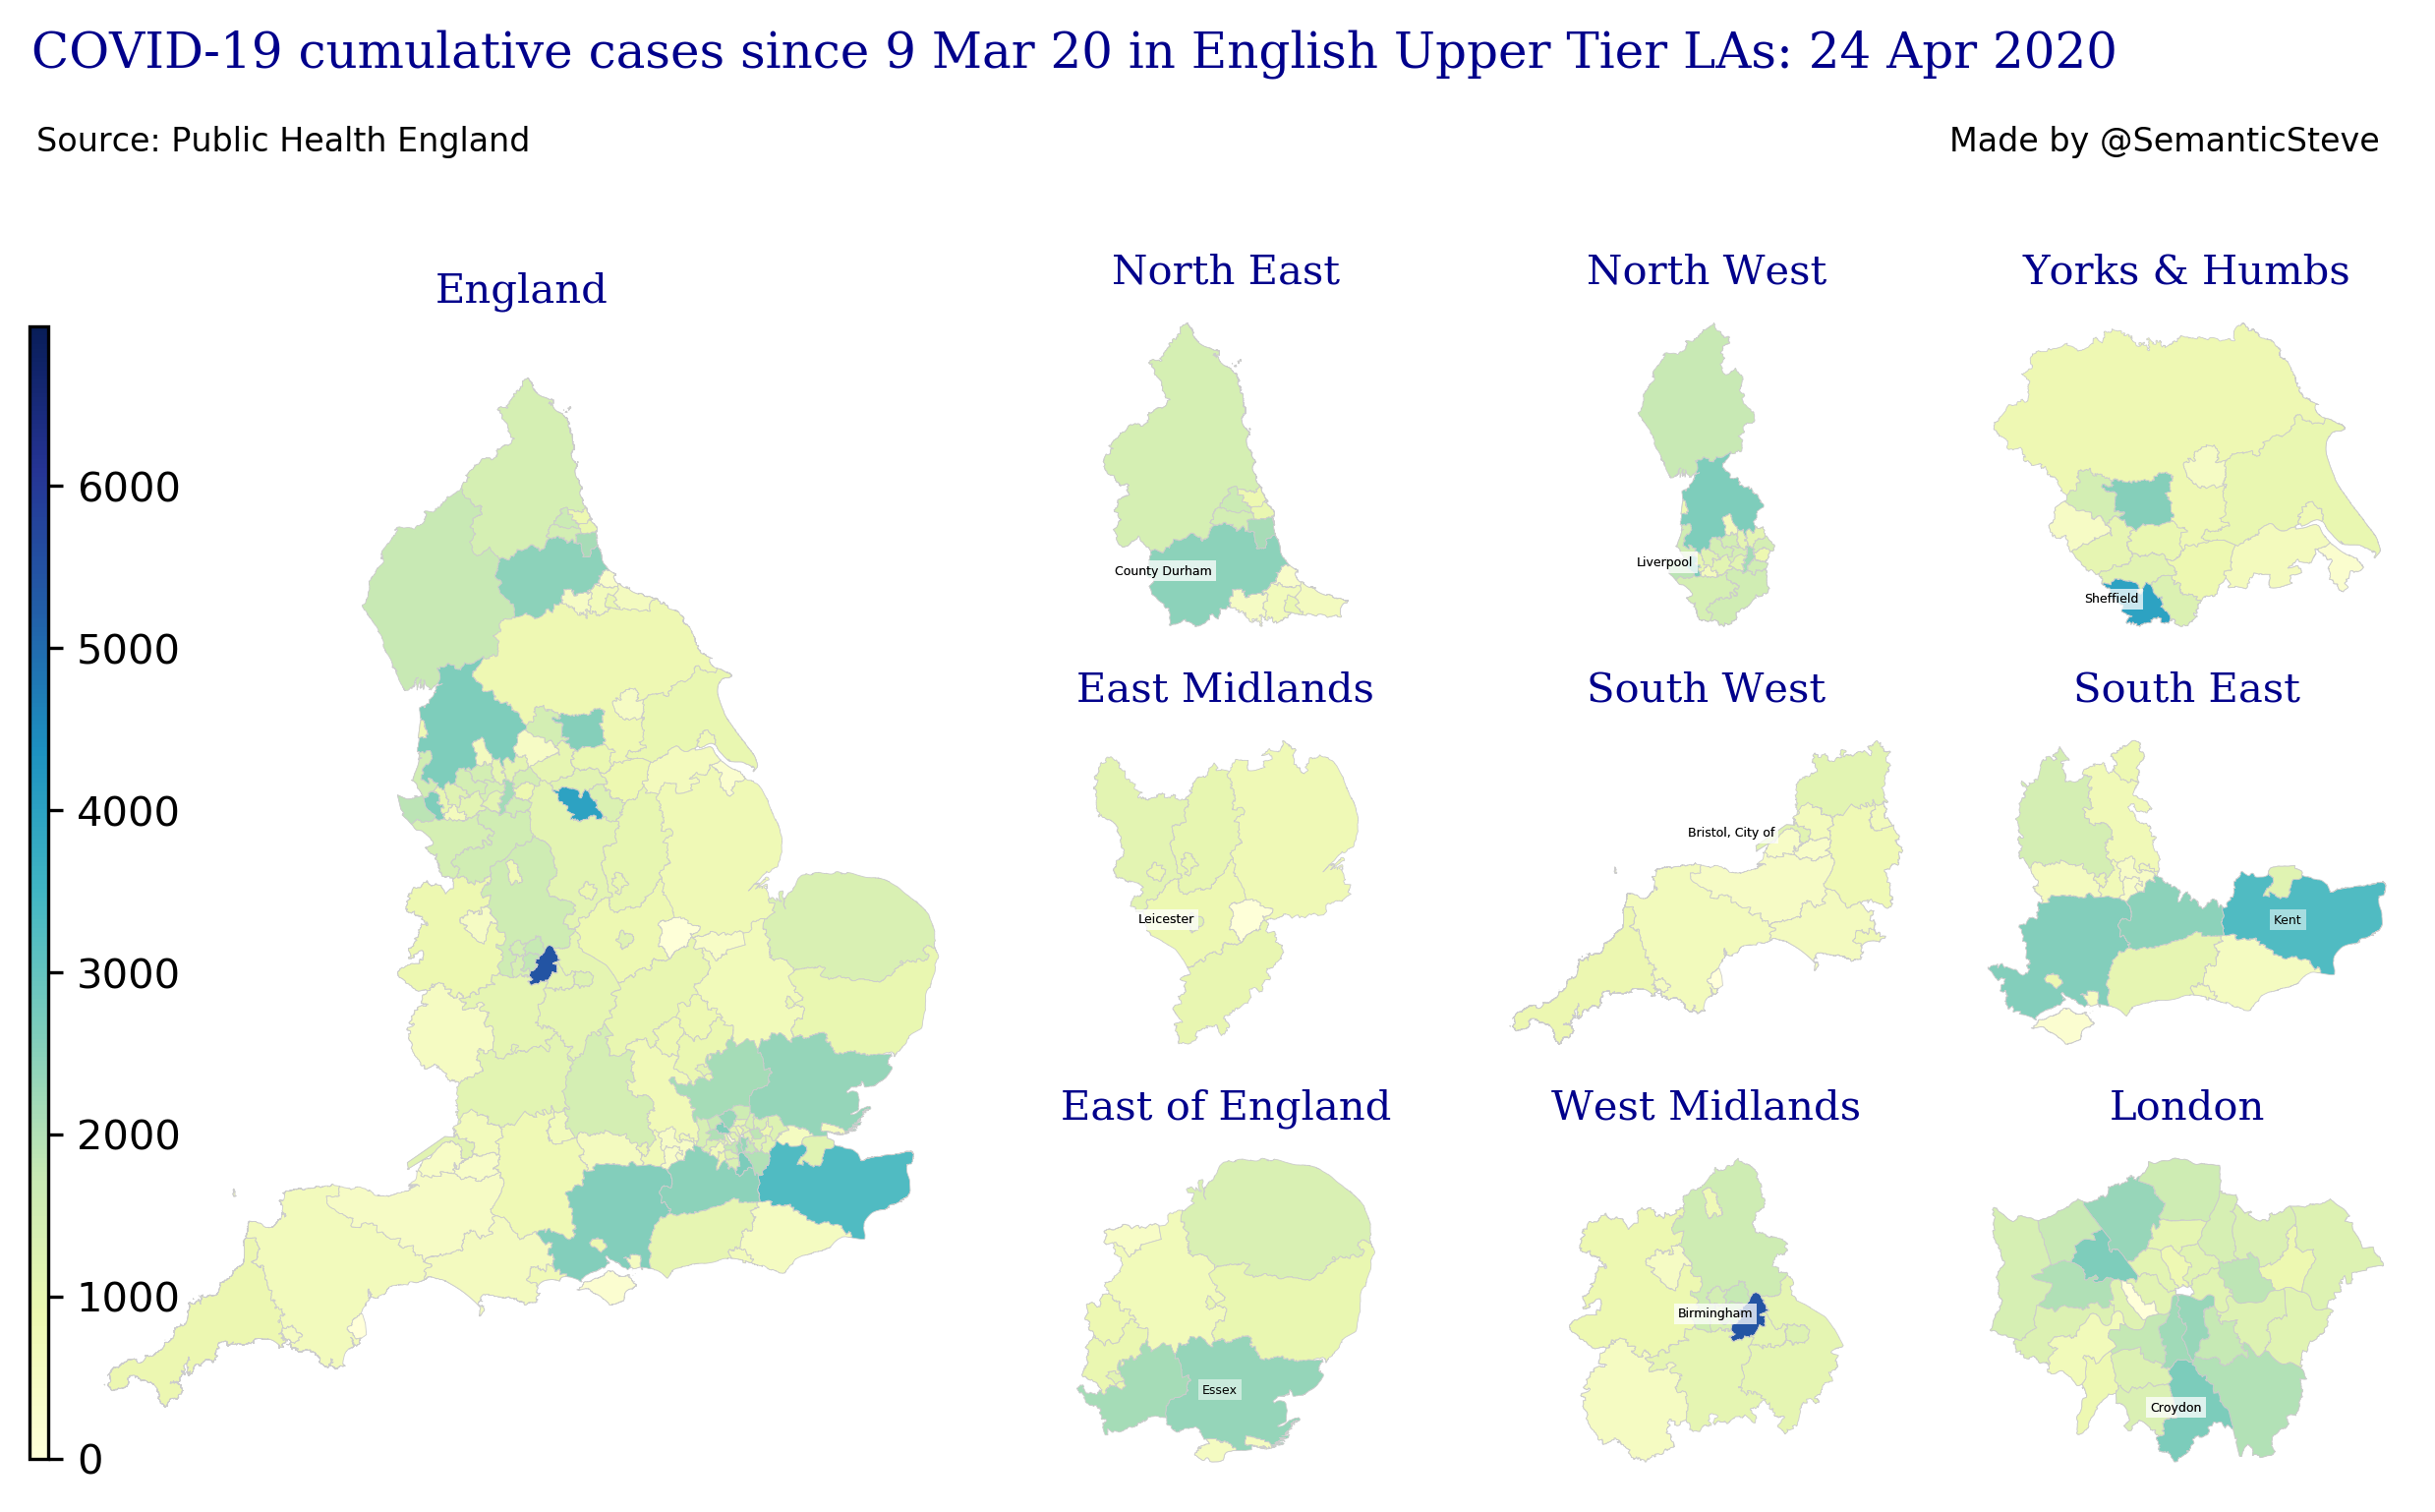 COVID-19 cumulative cases since 9 Mar 20 in English Upper Tier LAs: 24 Apr 2020
Source: Public Health England
Made by @SemanticSteve
England
6000
5000
4000
3000
2000
1000
0
North East
County Durham
North West
Liverpool
Yorks & Humbs
Sheffield
East Midlands
Leicester
South West
Bristol, City of
South East
Kent
East of England
Essex
West Midlands
Birmingham
London
Croydon